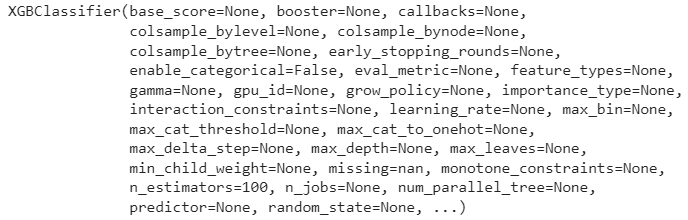 XGBClassifier(base_score=None, booster=None, callbacks=None,
colsample_bylevel=None, colsample_bynode=None,
colsample_bytree=None, early_stopping_rounds=None,
enable_categorical=False, eval_metric=None, feature_types=None,
gamma=None, gpu_id=None, grow_policy=None, importance_type=None,
interaction_constraints=None, learning_rate=None, max_bin=None,
max_cat_threshold=None, max_cat_to_onehot=None,
max_delta_step=None, max_depth=None, max_leaves=None,
min_child_weight=None, missing=nan, monotone_constraints=None,
n_estimators=100, n_jobs=None, num_parallel_tree=None,
predictor=None, random_state=None, ...)